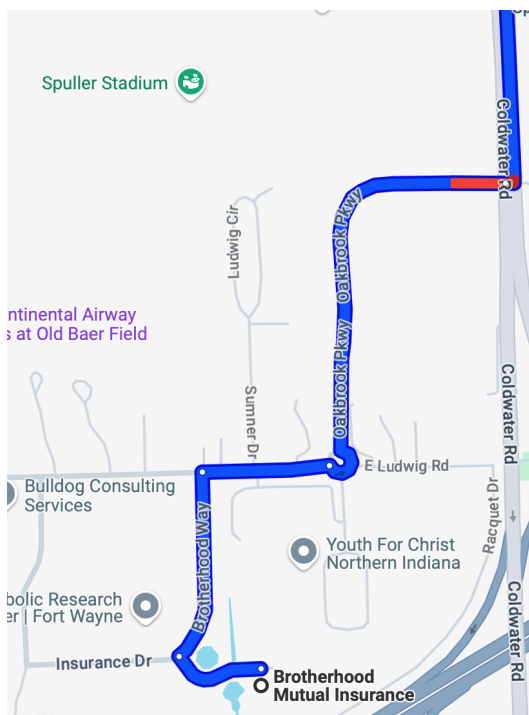 Sp
Spuller Stadium
Coldwater Rd
Ludwig Cir
Oakbrook Pkwy
ntinental Airway
s at Old Baer Field
Oakbrook Pkwy
Coldwater Rd
Sumner Dr
E Ludwig Rd
Bulldog Consulting
Services
Racquet Dr
Brotherhood Way
Youth For Christ
Northern Indiana
bolic Research
er | Fort Wayne
Coldwater Rd
Insurance Dr
Brotherhood
Mutual Insurance